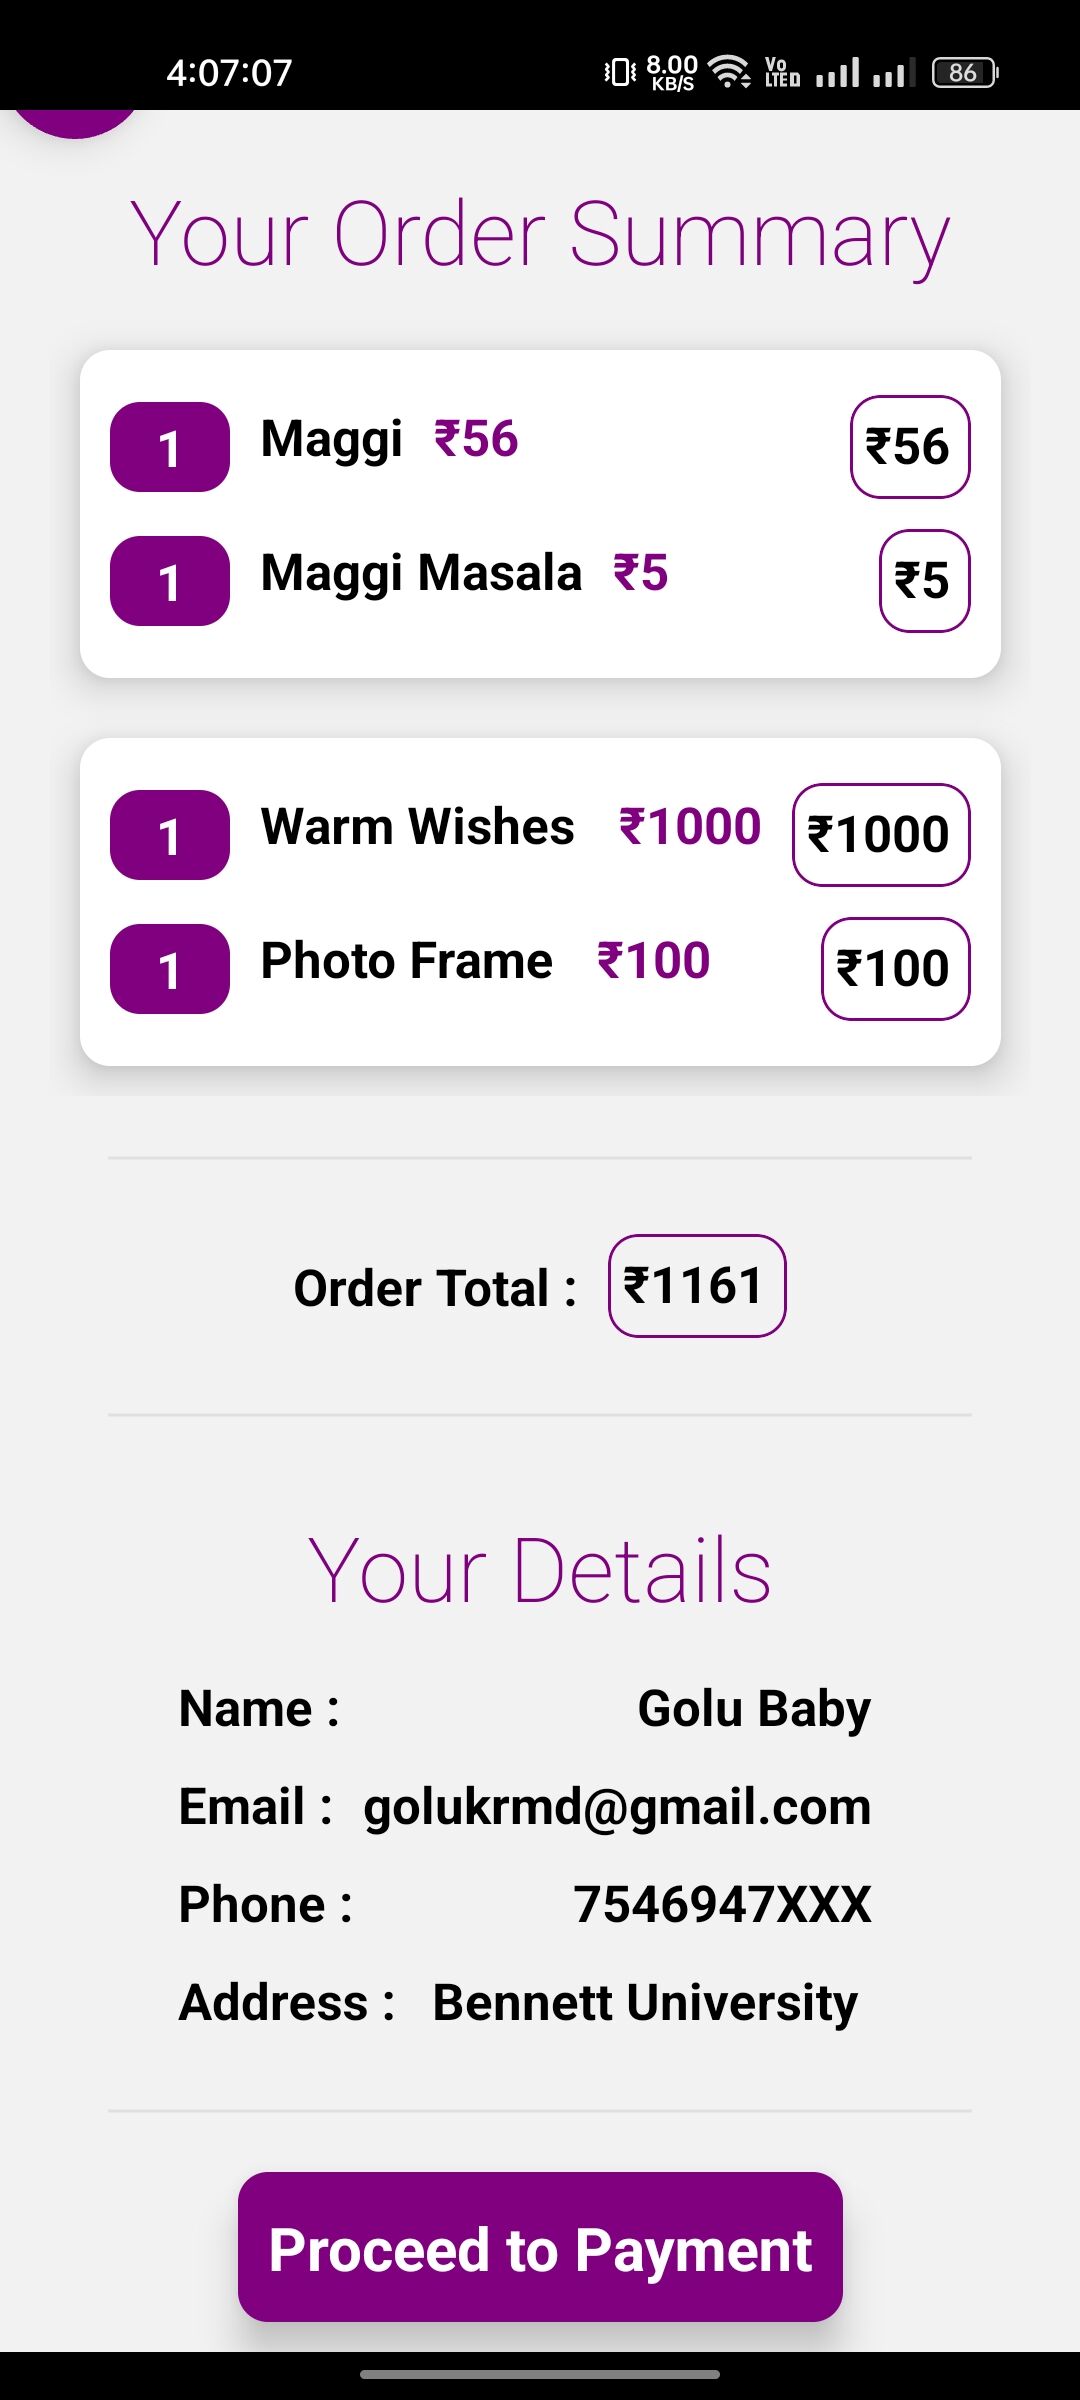 4:07:07 8.00 KB/S Vo LTE D 86
Your Order Summary
1 Maggi ₹56 ₹56
1 Maggi Masala ₹5 ₹5
1 Warm Wishes ₹1000 ₹1000
1 Photo Frame ₹100 ₹100
Order Total : ₹1161
Your Details
Name : Golu Baby
Email : golukrmd@gmail.com
Phone : 7546947XXX
Address : Bennett University
Proceed to Payment